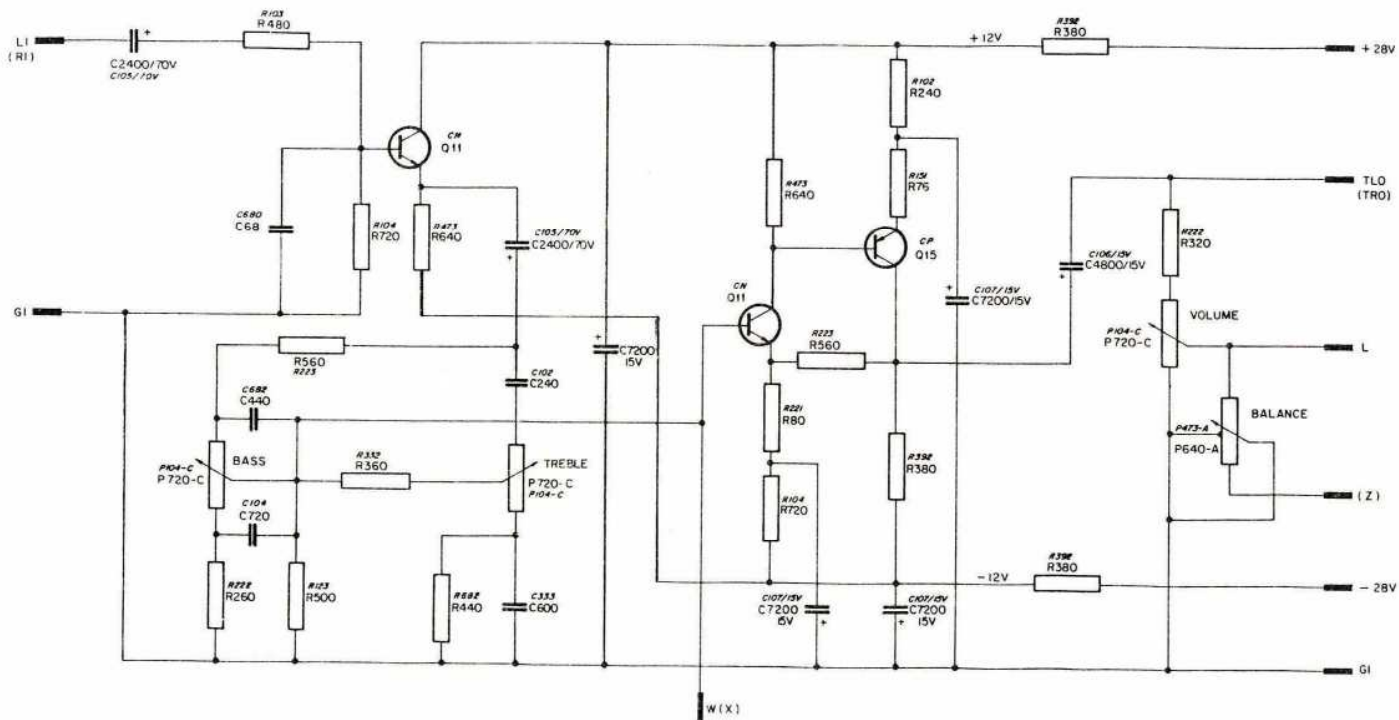 LI
(RI)
C2400/70V
C105/70V
R103
R480
+12V
R392
R380
+28V
R102
R240
CN
Q11
C680
C68
R104
R720
R473
R640
C105/70V
C2400/70V
R473
R640
R151
R76
CP
Q15
TLO
(TRO)
R222
R320
C106/15V
C4800/15V
C107/15V
C7200/15V
CN
Q11
GI
VOLUME
P104-C
P720-C
L
R560
R223
C7200
15V
R223
R560
C102
C240
C682
C440
R221
R80
BALANCE
P473-A
P640-A
P104-C
P720-C
BASS
R332
R360
TREBLE
P720-C
P104-C
R392
R380
(Z)
C104
C720
R104
R720
R222
R260
R123
R500
R682
R440
C333
C600
C107/15V
C7200
15V
C107/15V
C7200
15V
-12V
R392
R380
-28V
GI
W(X)